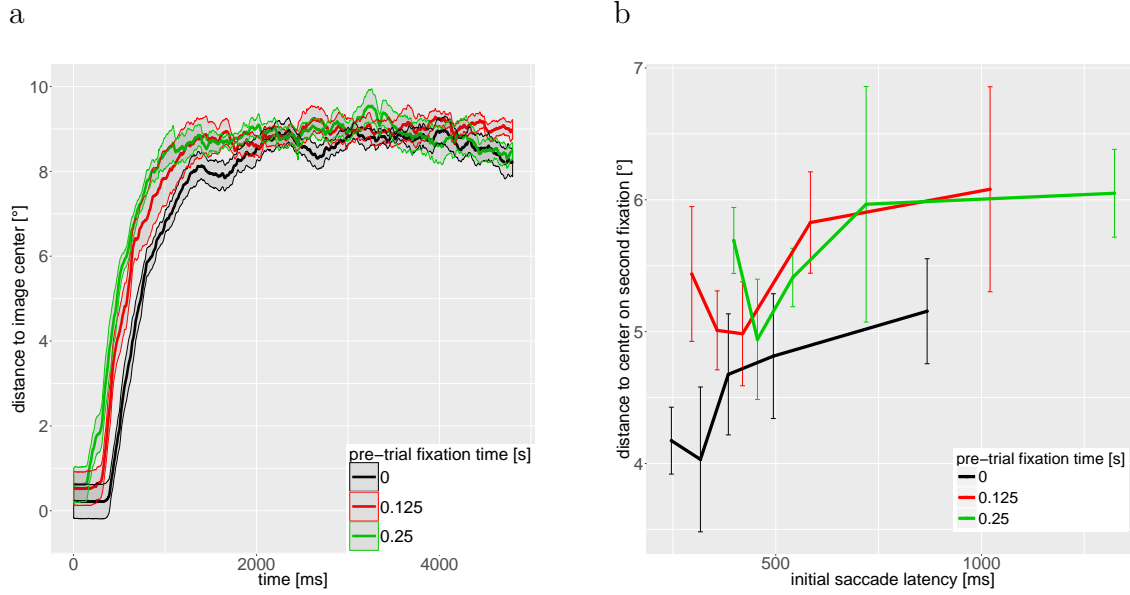 a
b
10
8
6
4
2
0
distance to image center [°]
0
2000
4000
time [ms]
pre−trial fixation time [s]
0
0.125
0.25
7
6
5
4
distance to center on second fixation [°]
500
1000
initial saccade latency [ms]
pre−trial fixation time [s]
0
0.125
0.25